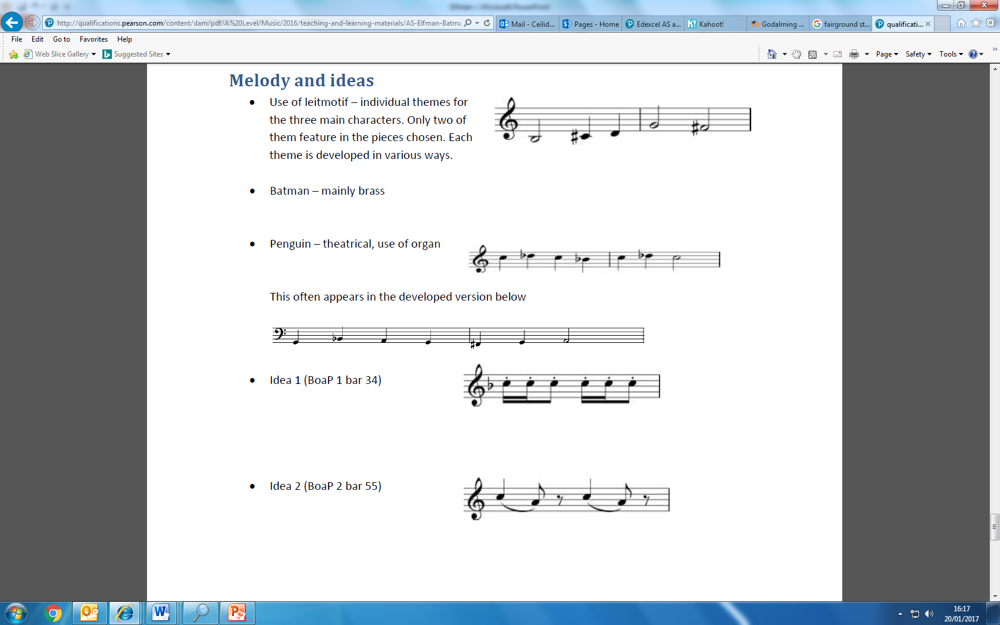 Elfman - Microsoft PowerPoint
http://qualifications.pearson.com/content/dam/pdf/A%20Level/Music/2016/teaching-and-learning-materials/AS-Elfman-Batma
Mail - Ceilid...
Pages - Home
Edexcel AS a...
Kahoot!
Godalming ...
fairground st...
qualificati...
File Edit Go to Favorites Help
Web Slice Gallery
Suggested Sites
Page Safety Tools
Melody and ideas
• Use of leitmotif – individual themes for
the three main characters. Only two of
them feature in the pieces chosen. Each
theme is developed in various ways.
• Batman – mainly brass
• Penguin – theatrical, use of organ
This often appears in the developed version below
• Idea 1 (BoaP 1 bar 34)
• Idea 2 (BoaP 2 bar 55)
16:17
20/01/2017